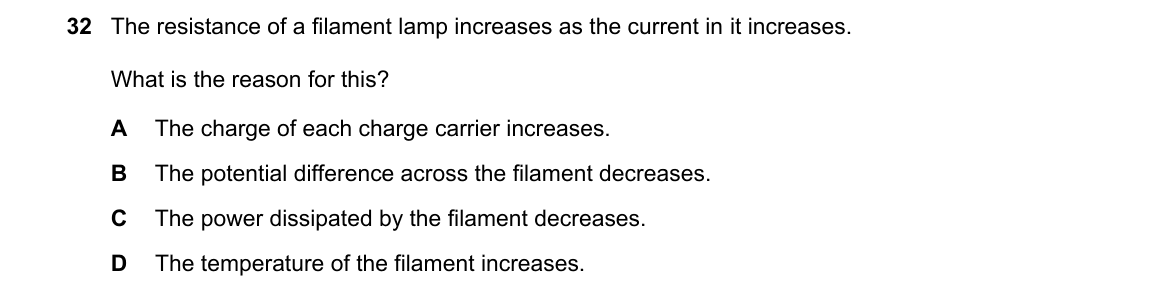 32 The resistance of a filament lamp increases as the current in it increases.
What is the reason for this?
A The charge of each charge carrier increases.
B The potential difference across the filament decreases.
C The power dissipated by the filament decreases.
D The temperature of the filament increases.